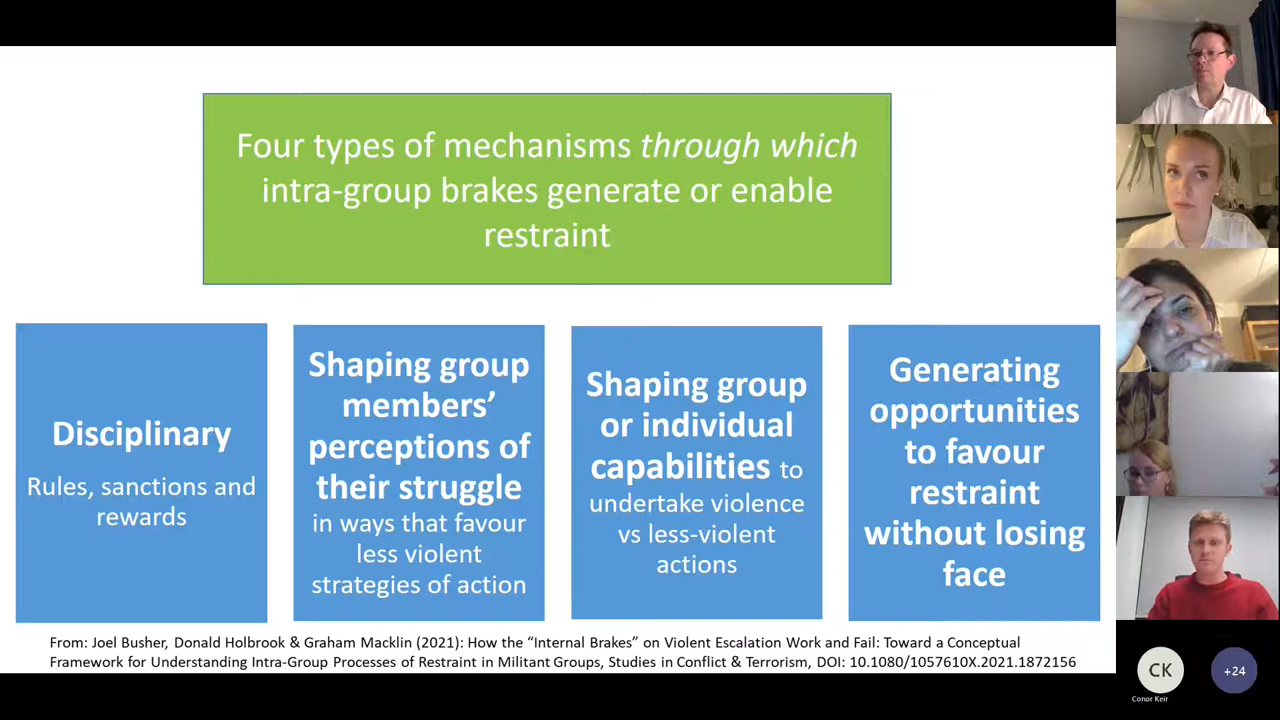 Four types of mechanisms through which
intra-group brakes generate or enable
restraint
Disciplinary
Rules, sanctions and
rewards
Shaping group
members’
perceptions of
their struggle
in ways that favour
less violent
strategies of action
Shaping group
or individual
capabilities to
undertake violence
vs less-violent
actions
Generating
opportunities
to favour
restraint
without losing
face
From: Joel Busher, Donald Holbrook & Graham Macklin (2021): How the “Internal Brakes” on Violent Escalation Work and Fail: Toward a Conceptual
Framework for Understanding Intra-Group Processes of Restraint in Militant Groups, Studies in Conflict & Terrorism, DOI: 10.1080/1057610X.2021.1872156
CK
Conor Keir
+24